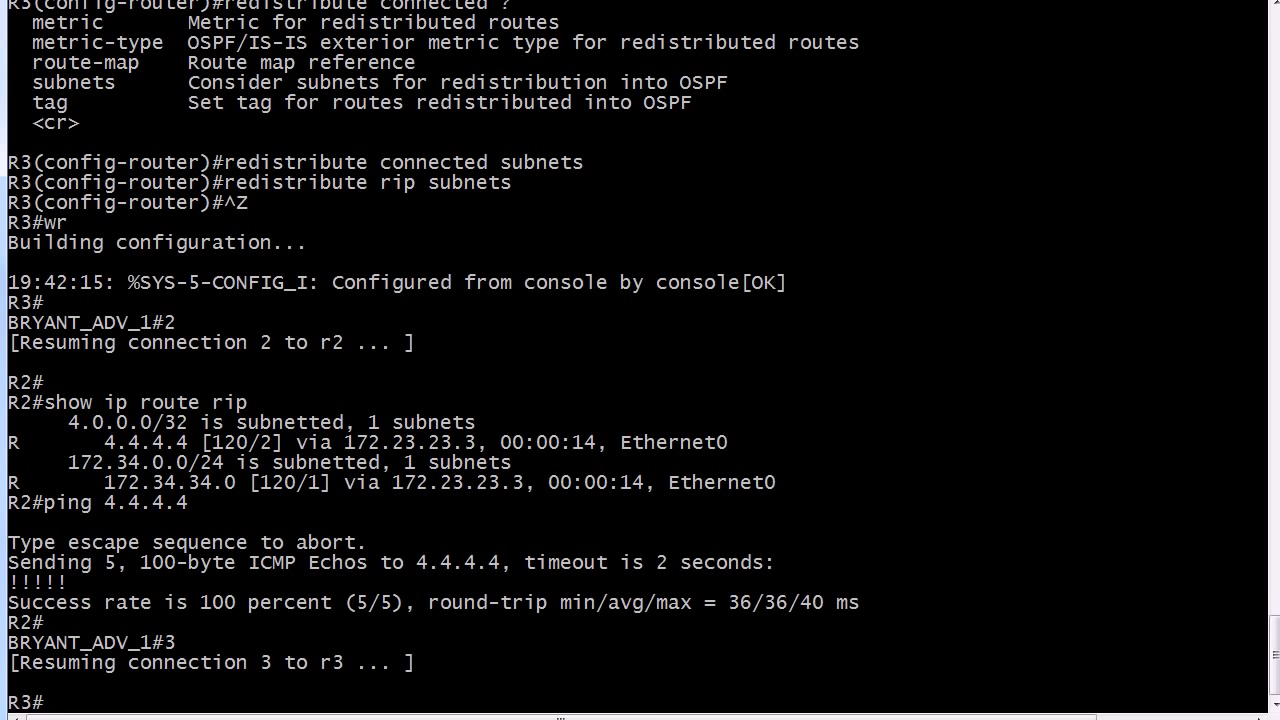 R3(config-router)#redistribute connected ?
  metric       Metric for redistributed routes
  metric-type  OSPF/IS-IS exterior metric type for redistributed routes
  route-map    Route map reference
  subnets      Consider subnets for redistribution into OSPF
  tag          Set tag for routes redistributed into OSPF
  <cr>

R3(config-router)#redistribute connected subnets
R3(config-router)#redistribute rip subnets
R3(config-router)#^Z
R3#wr
Building configuration...

19:42:15: %SYS-5-CONFIG_I: Configured from console by console[OK]
R3#
BRYANT_ADV_1#2
[Resuming connection 2 to r2 ... ]

R2#
R2#show ip route rip
     4.0.0.0/32 is subnetted, 1 subnets
R       4.4.4.4 [120/2] via 172.23.23.3, 00:00:14, Ethernet0
     172.34.0.0/24 is subnetted, 1 subnets
R       172.34.34.0 [120/1] via 172.23.23.3, 00:00:14, Ethernet0
R2#ping 4.4.4.4

Type escape sequence to abort.
Sending 5, 100-byte ICMP Echos to 4.4.4.4, timeout is 2 seconds:
!!!!!
Success rate is 100 percent (5/5), round-trip min/avg/max = 36/36/40 ms
R2#
BRYANT_ADV_1#3
[Resuming connection 3 to r3 ... ]

R3#